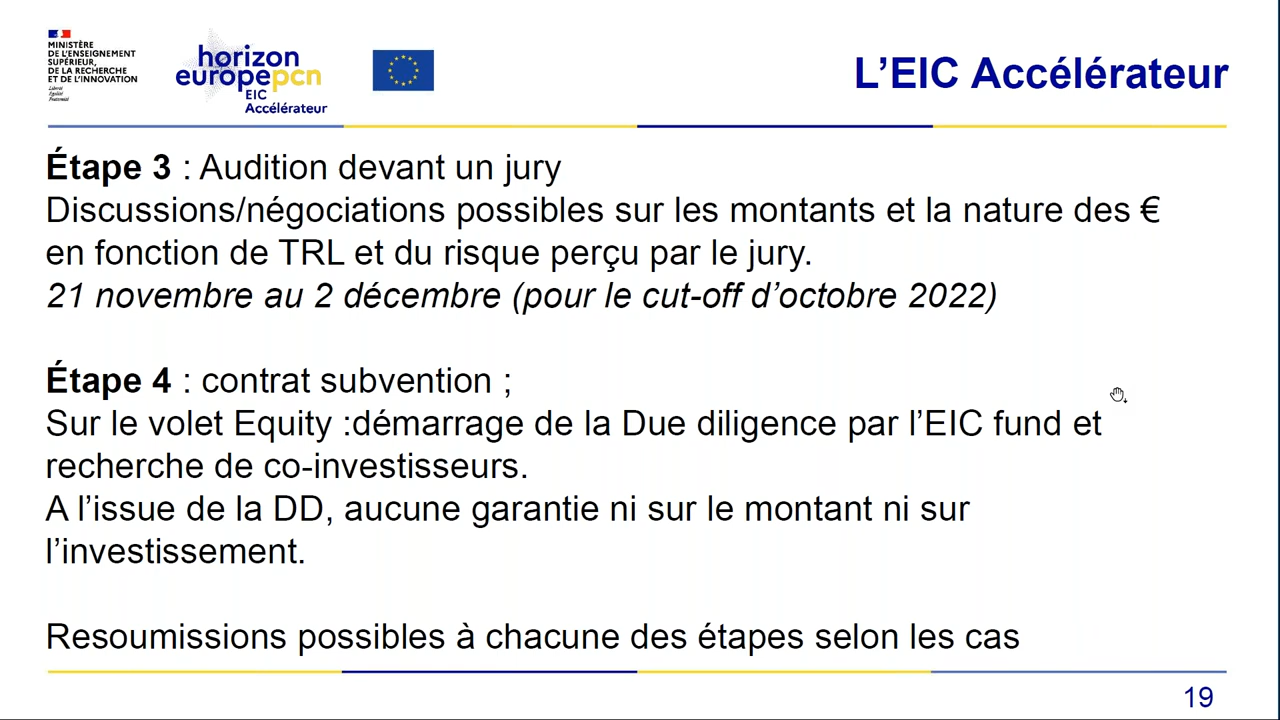 MINISTÈRE
DE L'ENSEIGNEMENT
SUPÉRIEUR,
DE LA RECHERCHE
ET DE L'INNOVATION
Liberté
Égalité
Fraternité
horizon
europepcn
EIC
Accélérateur
L'EIC Accélérateur
Étape 3 : Audition devant un jury
Discussions/négociations possibles sur les montants et la nature des €
en fonction de TRL et du risque perçu par le jury.
21 novembre au 2 décembre (pour le cut-off d'octobre 2022)
Étape 4 : contrat subvention ;
Sur le volet Equity :démarrage de la Due diligence par l'EIC fund et
recherche de co-investisseurs.
A l'issue de la DD, aucune garantie ni sur le montant ni sur
l'investissement.
Resoumissions possibles à chacune des étapes selon les cas
19